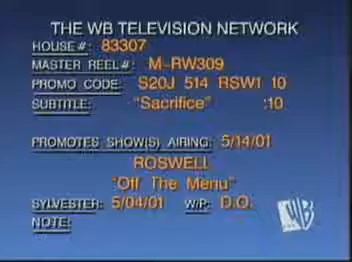 THE WB TELEVISION NETWORK
HOUSE#: 83307
MASTER REEL#: M-RW309
PROMO CODE: S20J 514 RSW1 10
SUBTITLE: "Sacrifice" :10
PROMOTES SHOW(S) AIRING: 5/14/01
ROSWELL
"Off The Menu"
SYLVESTER: 5/04/01 W/P: D.O.
NOTE:
WB